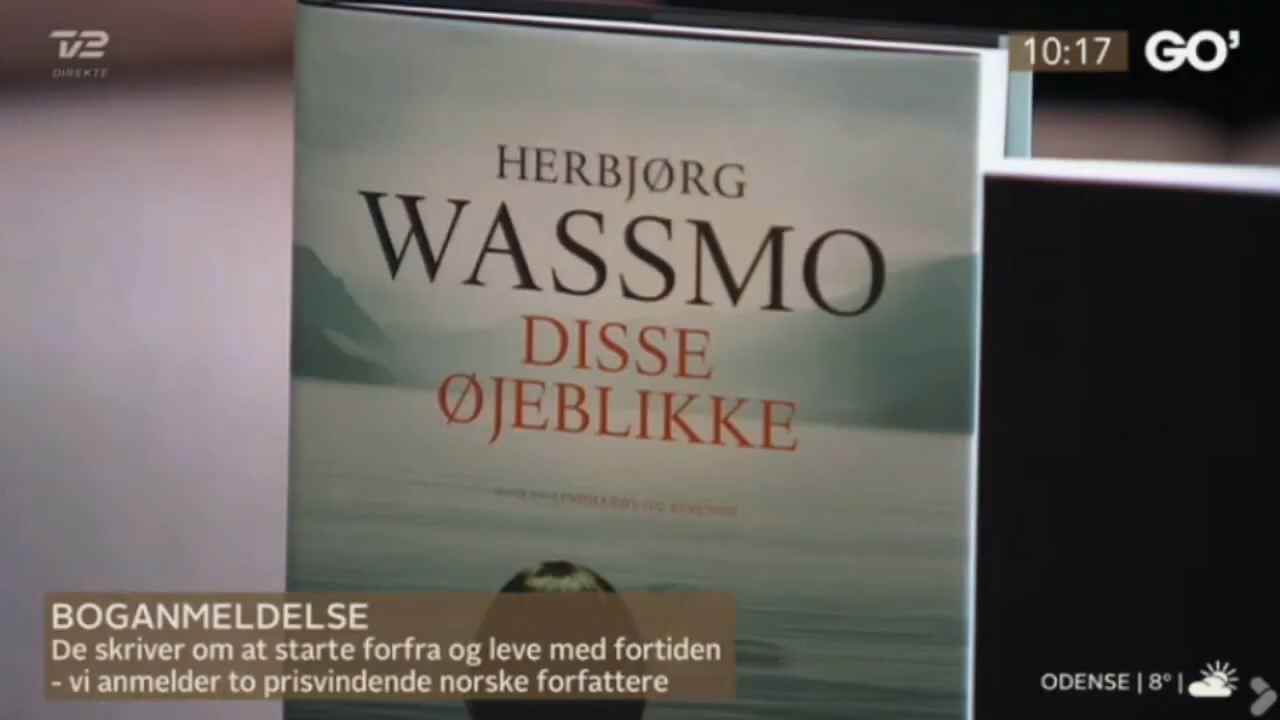 TV2
DIREKTE
10:17
GO'
HERBJØRG
WASSMO
DISSE
ØJEBLIKKE
BOGANMELDELSE
De skriver om at starte forfra og leve med fortiden
- vi anmelder to prisvindende norske forfattere
ODENSE | 8° |